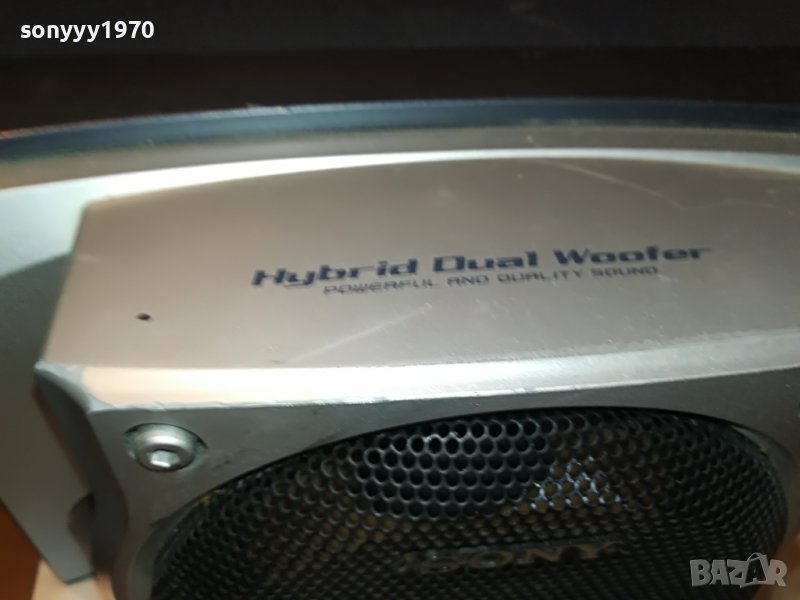 sonyyy1970
Hybrid Dual Woofer
POWERFUL AND QUALITY SOUND
SONY
BAZAR